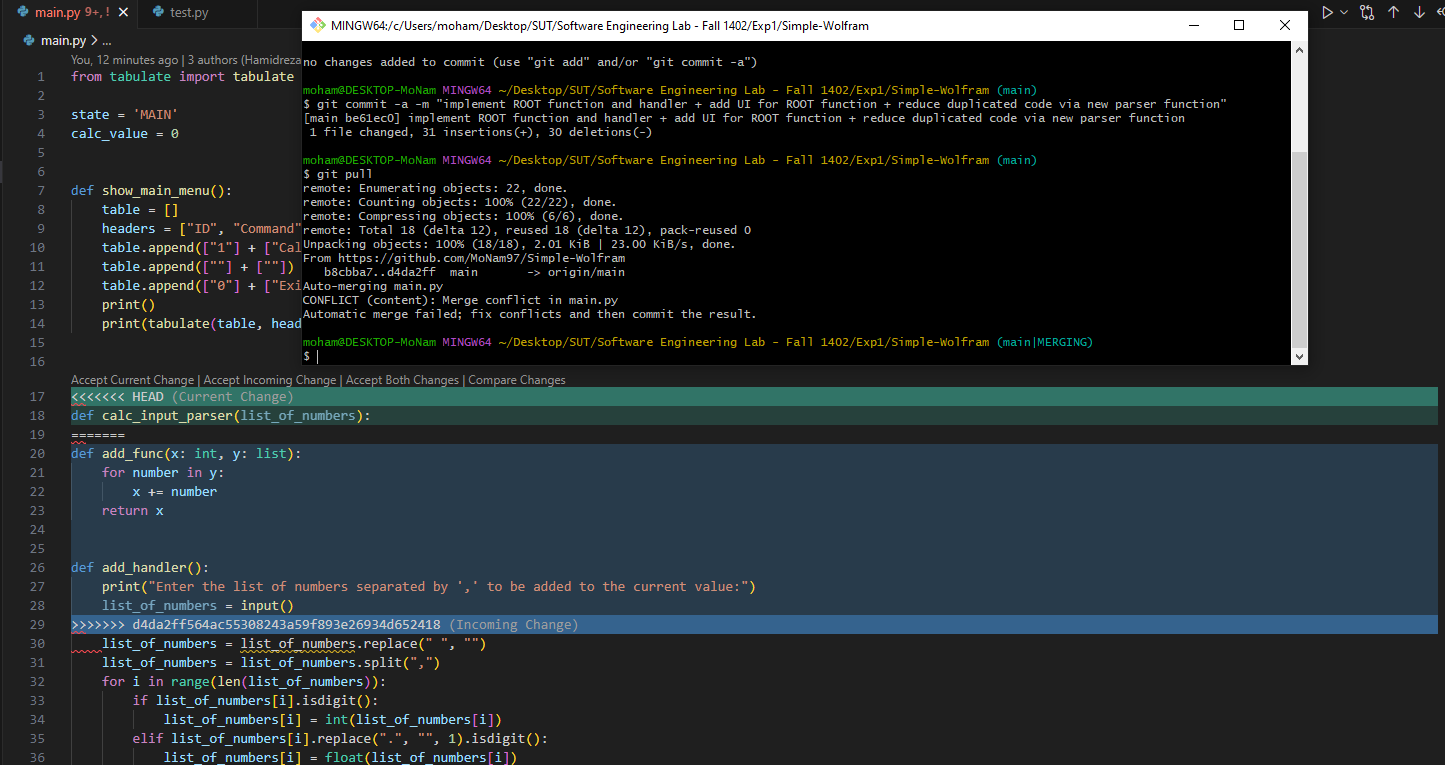 main.py 9+, ! test.py
main.py > ...
You, 12 minutes ago | 3 authors (Hamidreza
1 from tabulate import tabulate
2
3 state = 'MAIN'
4 calc_value = 0
5
6
7 def show_main_menu():
8 table = []
9 headers = ["ID", "Command"
10 table.append(["1"] + ["Cal
11 table.append([""] + [""])
12 table.append(["0"] + ["Exi
13 print()
14 print(tabulate(table, head
15
16
MINGW64:/c/Users/moham/Desktop/SUT/Software Engineering Lab - Fall 1402/Exp1/Simple-Wolfram
no changes added to commit (use "git add" and/or "git commit -a")
moham@DESKTOP-MoNam MINGW64 ~/Desktop/SUT/Software Engineering Lab - Fall 1402/Exp1/Simple-Wolfram (main)
$ git commit -a -m "implement ROOT function and handler + add UI for ROOT function + reduce duplicated code via new parser function"
[main be61ec0] implement ROOT function and handler + add UI for ROOT function + reduce duplicated code via new parser function
1 file changed, 31 insertions(+), 30 deletions(-)
moham@DESKTOP-MoNam MINGW64 ~/Desktop/SUT/Software Engineering Lab - Fall 1402/Exp1/Simple-Wolfram (main)
$ git pull
remote: Enumerating objects: 22, done.
remote: Counting objects: 100% (22/22), done.
remote: Compressing objects: 100% (6/6), done.
remote: Total 18 (delta 12), reused 18 (delta 12), pack-reused 0
Unpacking objects: 100% (18/18), 2.01 KiB | 23.00 KiB/s, done.
From https://github.com/MoNam97/Simple-Wolfram
b8cbba7..d4da2ff main -> origin/main
Auto-merging main.py
CONFLICT (content): Merge conflict in main.py
Automatic merge failed; fix conflicts and then commit the result.
moham@DESKTOP-MoNam MINGW64 ~/Desktop/SUT/Software Engineering Lab - Fall 1402/Exp1/Simple-Wolfram (main|MERGING)
$
Accept Current Change | Accept Incoming Change | Accept Both Changes | Compare Changes
17 <<<<<<< HEAD (Current Change)
18 def calc_input_parser(list_of_numbers):
19 =======
20 def add_func(x: int, y: list):
21 for number in y:
22 x += number
23 return x
24
25
26 def add_handler():
27 print("Enter the list of numbers separated by ',' to be added to the current value:")
28 list_of_numbers = input()
29 >>>>>>> d4da2ff564ac55308243a59f893e26934d652418 (Incoming Change)
30 list_of_numbers = list_of_numbers.replace(" ", "")
31 list_of_numbers = list_of_numbers.split(",")
32 for i in range(len(list_of_numbers)):
33 if list_of_numbers[i].isdigit():
34 list_of_numbers[i] = int(list_of_numbers[i])
35 elif list_of_numbers[i].replace(".", "", 1).isdigit():
36 list_of_numbers[i] = float(list_of_numbers[i])